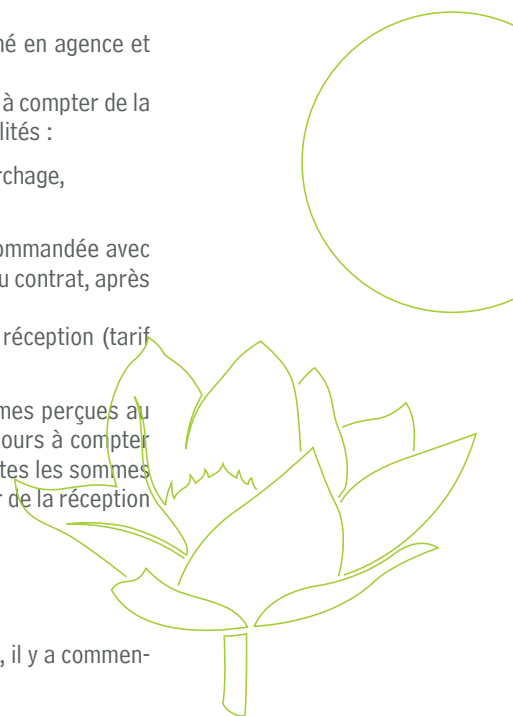 né en agence et
à compter de la
lités :
rchage,
ommandée avec
u contrat, après
réception (tarif
mes perçues au
ours à compter
tes les sommes
r de la réception
, il y a commen-